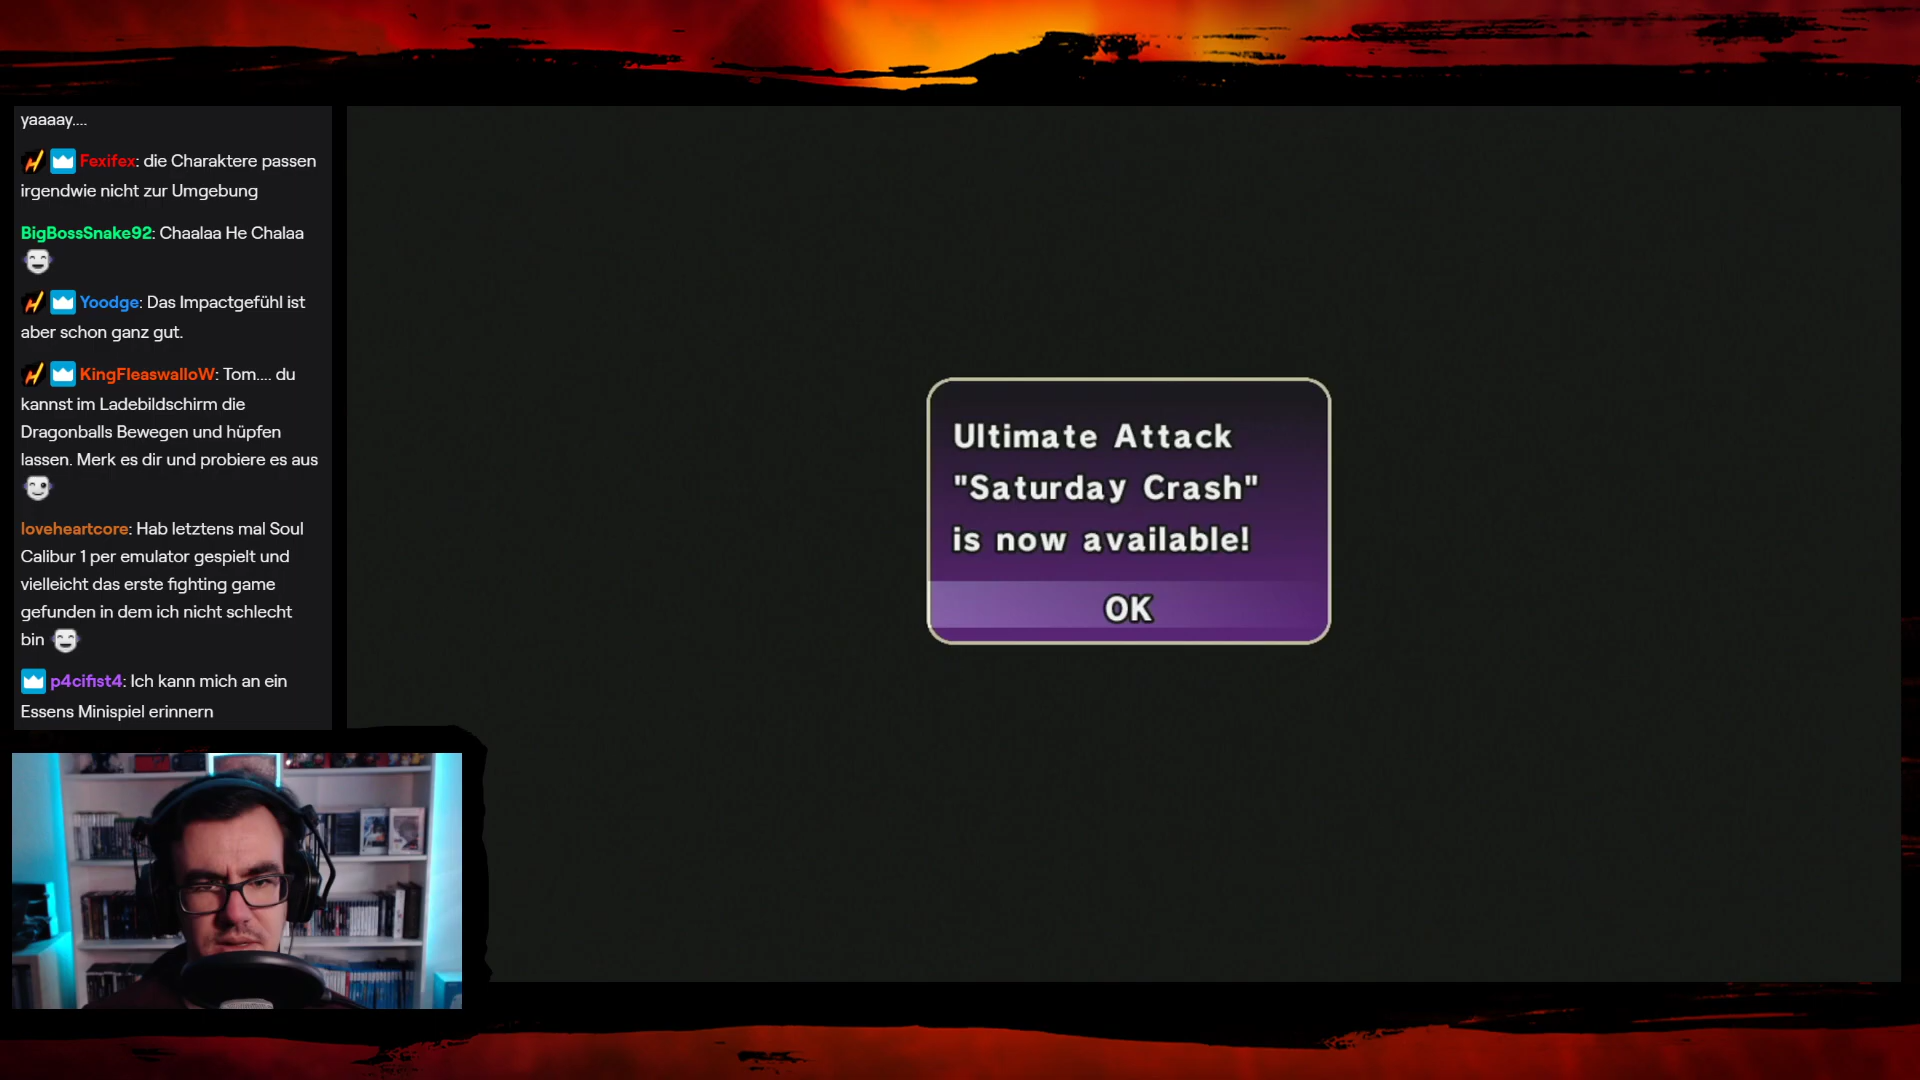 yaaaay....
Fexifex: die Charaktere passen
irgendwie nicht zur Umgebung
BigBossSnake92: Chaalaa He Chalaa
Yoodge: Das Impactgefühl ist
aber schon ganz gut.
KingFleaswalloW: Tom.... du
kannst im Ladebildschirm die
Dragonballs Bewegen und hüpfen
lassen. Merk es dir und probiere es aus
loveheartcore: Hab letztens mal Soul
Calibur 1 per emulator gespielt und
vielleicht das erste fighting game
gefunden in dem ich nicht schlecht
bin
p4cifist4: Ich kann mich an ein
Essens Minispiel erinnern
Ultimate Attack
"Saturday Crash"
is now available!
OK